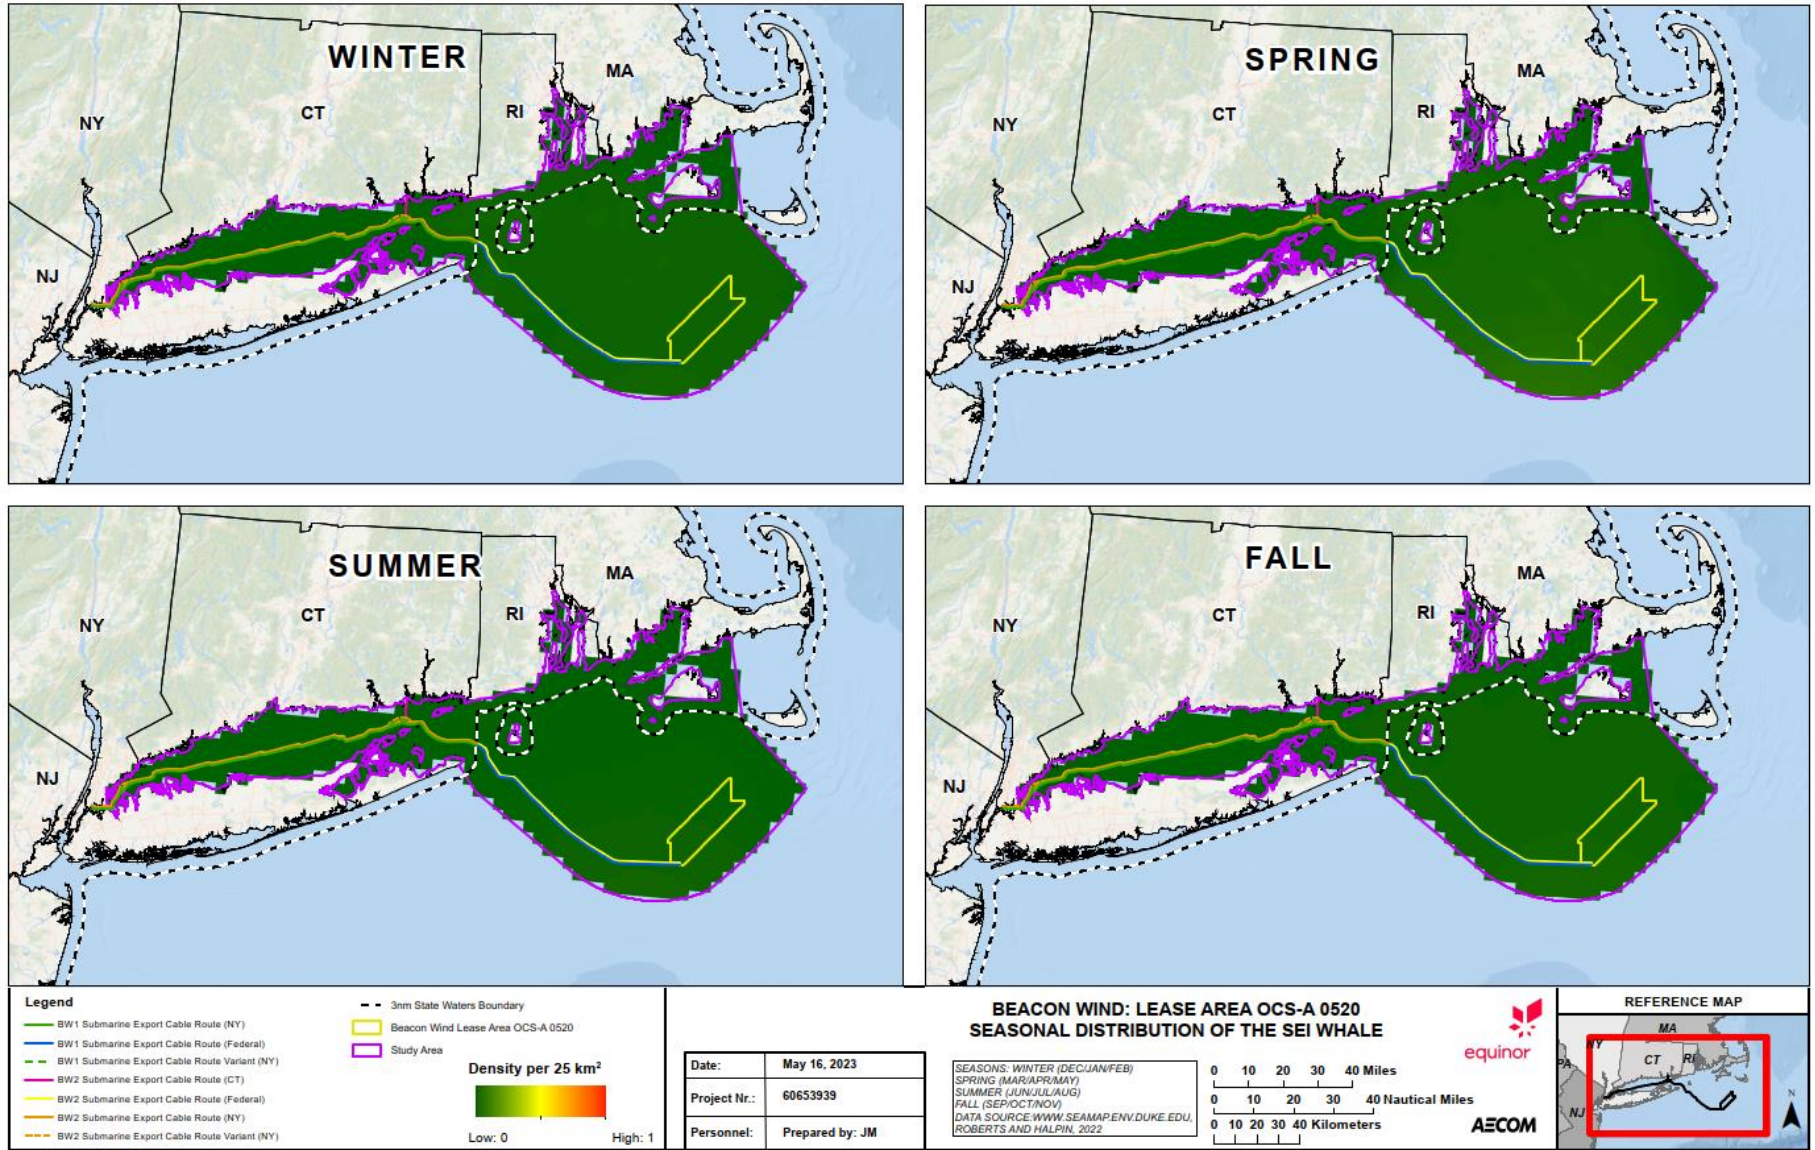 WINTER
NY
CT
RI
MA
NJ
SPRING
NY
CT
RI
MA
NJ
SUMMER
NY
CT
RI
MA
NJ
FALL
NY
CT
RI
MA
NJ
Legend
BW1 Submarine Export Cable Route (NY)
BW1 Submarine Export Cable Route (Federal)
BW1 Submarine Export Cable Route Variant (NY)
BW2 Submarine Export Cable Route (CT)
BW2 Submarine Export Cable Route (Federal)
BW2 Submarine Export Cable Route (NY)
BW2 Submarine Export Cable Route Variant (NY)
3nm State Waters Boundary
Beacon Wind Lease Area OCS-A 0520
Study Area
Density per 25 km²
Low: 0 High: 1
Date: May 16, 2023
Project Nr.: 60653939
Personnel: Prepared by: JM
BEACON WIND: LEASE AREA OCS-A 0520
SEASONAL DISTRIBUTION OF THE SEI WHALE
SEASONS: WINTER (DEC/JAN/FEB)
SPRING (MAR/APR/MAY)
SUMMER (JUN/JUL/AUG)
FALL (SEP/OCT/NOV)
DATA SOURCE:WWW.SEAMAP.ENV.DUKE.EDU,
ROBERTS AND HALPIN, 2022
0 10 20 30 40 Miles
0 10 20 30 40 Nautical Miles
0 10 20 30 40 Kilometers
equinor
AECOM
REFERENCE MAP
MA
NY
CT
RI
PA
NJ
N